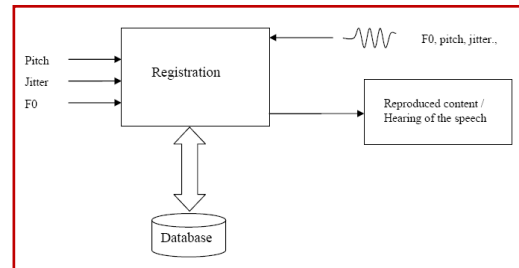 F0, pitch, jitter.,
Pitch
Registration
Jitter
F0
Reproduced content /
Hearing of the speech
Database